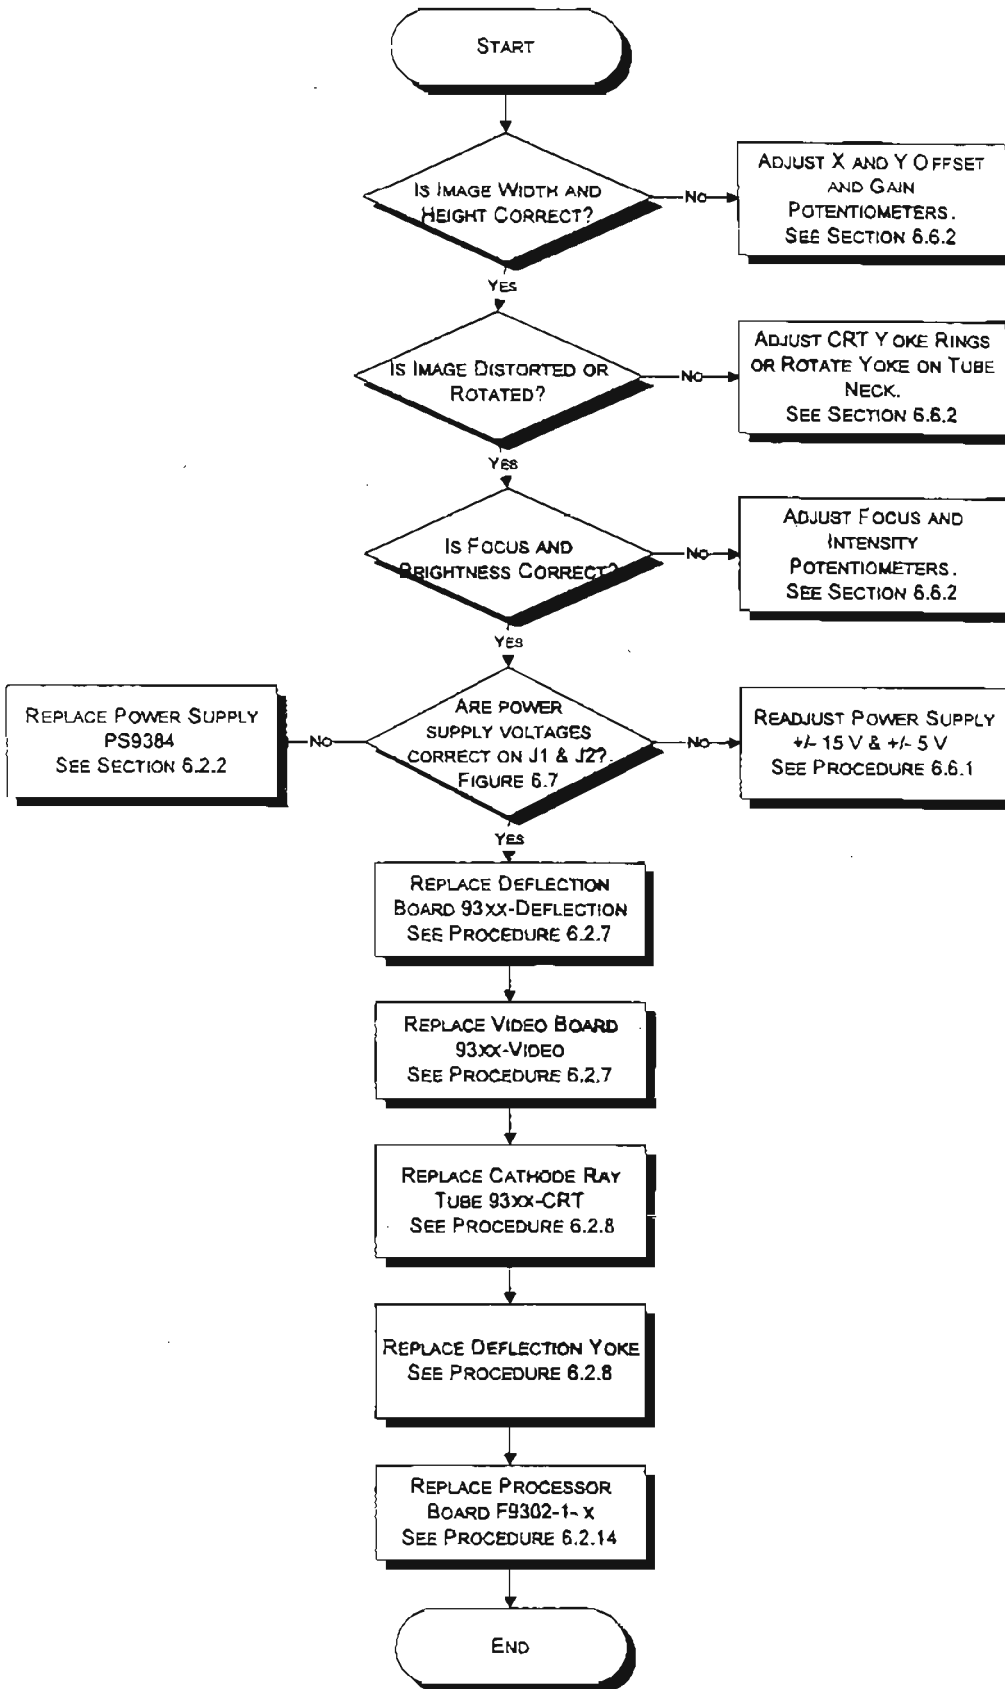 START
IS IMAGE WIDTH AND
HEIGHT CORRECT?
NO
ADJUST X AND Y OFFSET
AND GAIN
POTENTIOMETERS.
SEE SECTION 6.6.2
YES
IS IMAGE DISTORTED OR
ROTATED?
NO
ADJUST CRT YOKE RINGS
OR ROTATE YOKE ON TUBE
NECK.
SEE SECTION 6.6.2
YES
IS FOCUS AND
BRIGHTNESS CORRECT?
NO
ADJUST FOCUS AND
INTENSITY
POTENTIOMETERS.
SEE SECTION 6.6.2
YES
ARE POWER
SUPPLY VOLTAGES
CORRECT ON J1 & J2?
FIGURE 6.7
NO
REPLACE POWER SUPPLY
PS9384
SEE SECTION 6.2.2
NO
READJUST POWER SUPPLY
+/- 15 V & +/- 5 V
SEE PROCEDURE 6.6.1
YES
REPLACE DEFLECTION
BOARD 93XX-DEFLECTION
SEE PROCEDURE 6.2.7
REPLACE VIDEO BOARD
93XX-VIDEO
SEE PROCEDURE 6.2.7
REPLACE CATHODE RAY
TUBE 93XX-CRT
SEE PROCEDURE 6.2.8
REPLACE DEFLECTION YOKE
SEE PROCEDURE 6.2.8
REPLACE PROCESSOR
BOARD F9302-1-X
SEE PROCEDURE 6.2.14
END